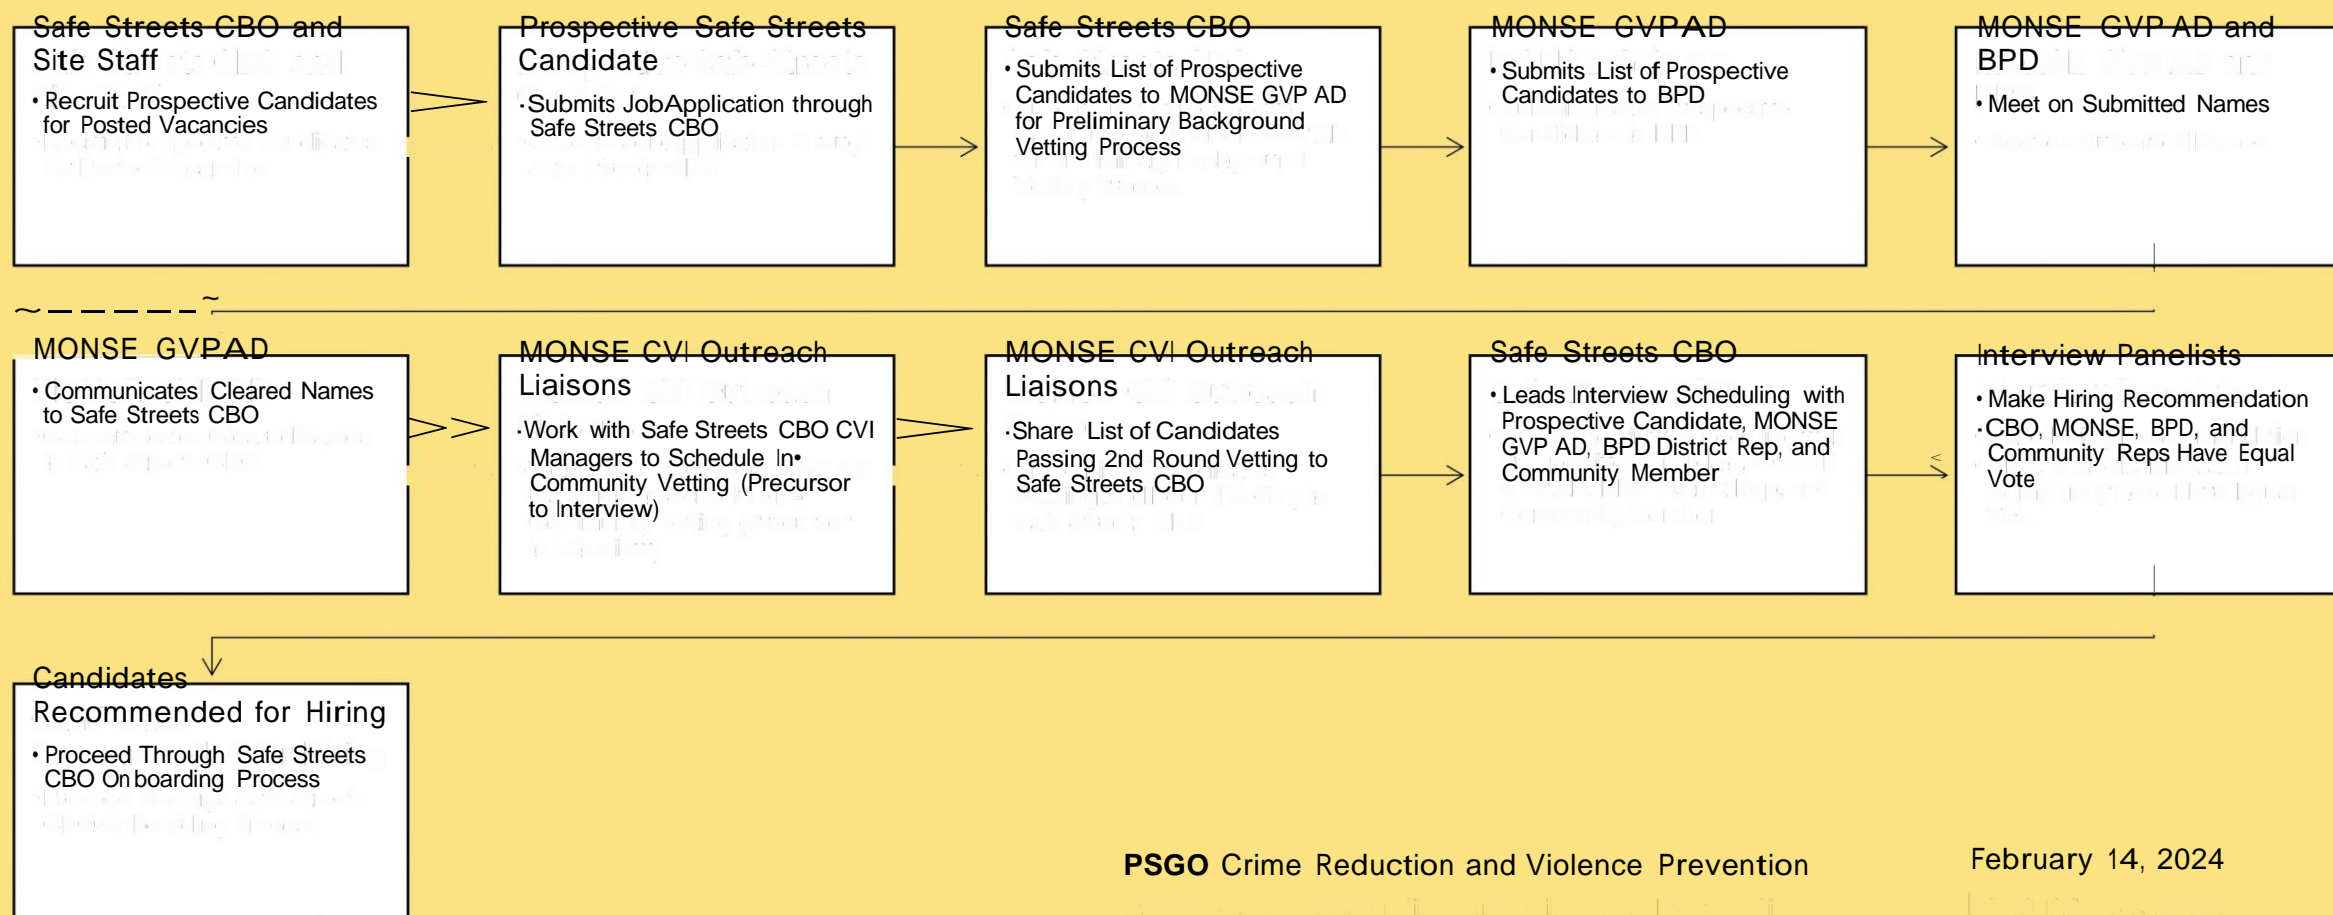 Safe Streets CBO and
Site Staff
• Recruit Prospective Candidates
for Posted Vacancies
Prospective Safe Streets
Candidate
·Submits JobApplication through
Safe Streets CBO
Safe Streets CBO
• Submits List of Prospective
Candidates to MONSE GVP AD
for Preliminary Background
Vetting Process
MONSE GVPAD
• Submits List of Prospective
Candidates to BPD
MONSE GVP AD and
BPD
• Meet on Submitted Names
MONSE GVPAD
• Communicates Cleared Names
to Safe Streets CBO
MONSE CVI Outreach
Liaisons
·Work with Safe Streets CBO CVI
Managers to Schedule In•
Community Vetting (Precursor
to Interview)
MONSE CVI Outreach
Liaisons
·Share List of Candidates
Passing 2nd Round Vetting to
Safe Streets CBO
Safe Streets CBO
• Leads Interview Scheduling with
Prospective Candidate, MONSE
GVP AD, BPD District Rep, and
Community Member
Interview Panelists
• Make Hiring Recommendation
·CBO, MONSE, BPD, and
Community Reps Have Equal
Vote
Candidates
Recommended for Hiring
• Proceed Through Safe Streets
CBO Onboarding Process
PSGO Crime Reduction and Violence Prevention
February 14, 2024